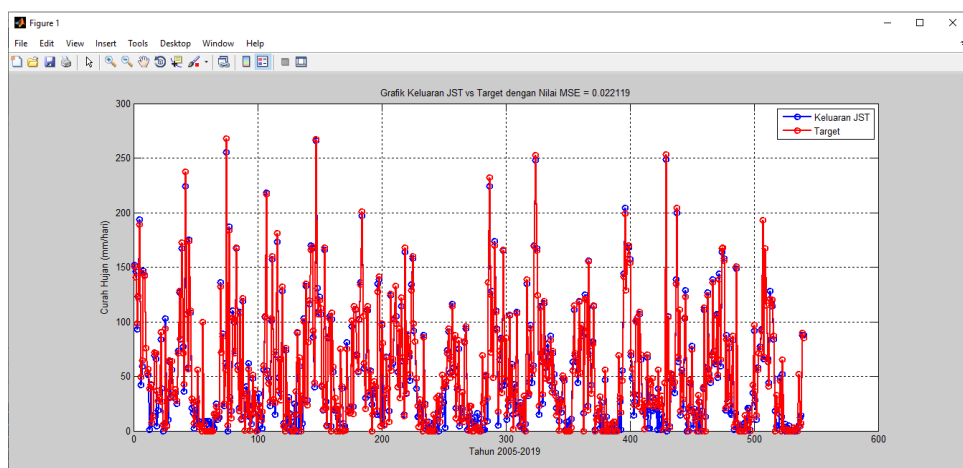 Figure 1
File Edit View Insert Tools Desktop Window Help
Grafik Keluaran JST vs Target dengan Nilai MSE = 0.022119
300
250
200
150
100
50
0
Curah Hujan (mm/hari)
Keluaran JST
Target
0 100 200 300 400 500 600
Tahun 2005-2019